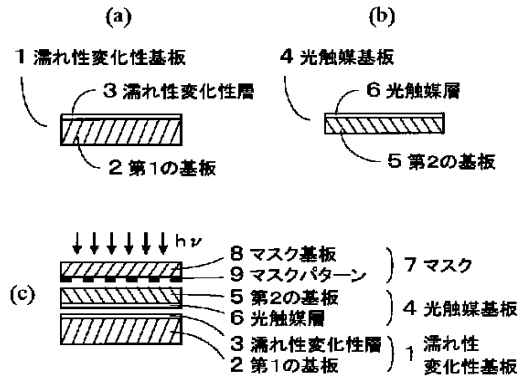 (a)
1 濡れ性変化性基板
3 濡れ性変化性層
2 第1の基板
(b)
4 光触媒基板
6 光触媒層
5 第2の基板
(c)
hν
8 マスク基板
9 マスクパターン
7 マスク
5 第2の基板
6 光触媒層
4 光触媒基板
3 濡れ性変化性層
2 第1の基板
1 濡れ性
変化性基板